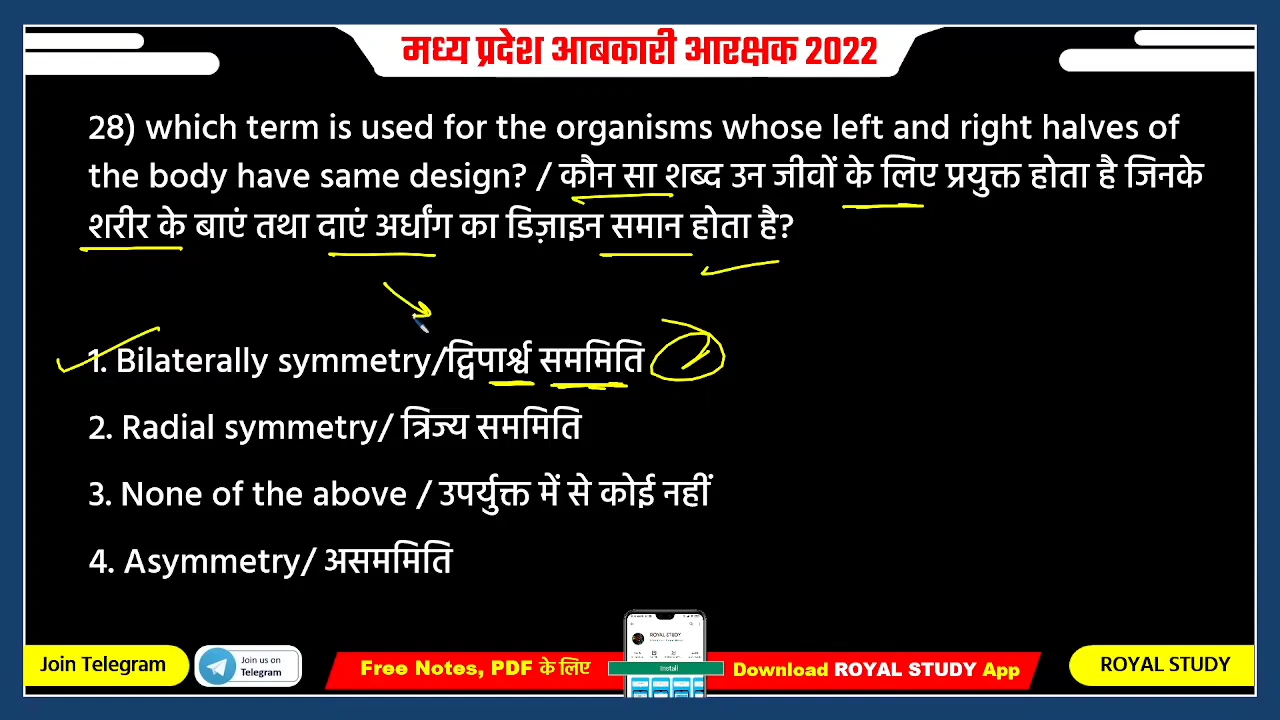 मध्य प्रदेश आबकारी आरक्षक 2022
28) which term is used for the organisms whose left and right halves of
the body have same design? / कौन सा शब्द उन जीवों के लिए प्रयुक्त होता है जिनके
शरीर के बाएं तथा दाएं अर्धांग का डिज़ाइन समान होता है?
1. Bilaterally symmetry/द्विपार्श्व सममिति
2. Radial symmetry/ त्रिज्य सममिति
3. None of the above / उपर्युक्त में से कोई नहीं
4. Asymmetry/ असममिति
Join Telegram
Join us on
Telegram
Free Notes, PDF के लिए
ROYAL STUDY
Install
Download ROYAL STUDY App
ROYAL STUDY